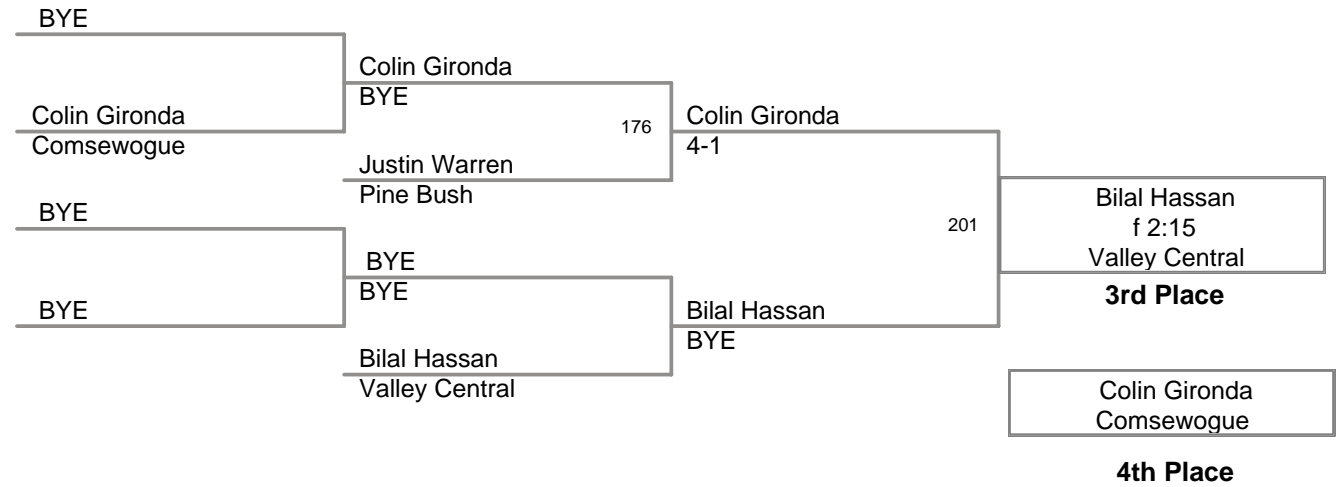 BYE
Colin Gironda
BYE
Colin Gironda
Comsewogue
176
Colin Gironda
4-1
Justin Warren
Pine Bush
BYE
201
Bilal Hassan
f 2:15
Valley Central
3rd Place
BYE
BYE
BYE
Bilal Hassan
BYE
Bilal Hassan
Valley Central
Colin Gironda
Comsewogue
4th Place